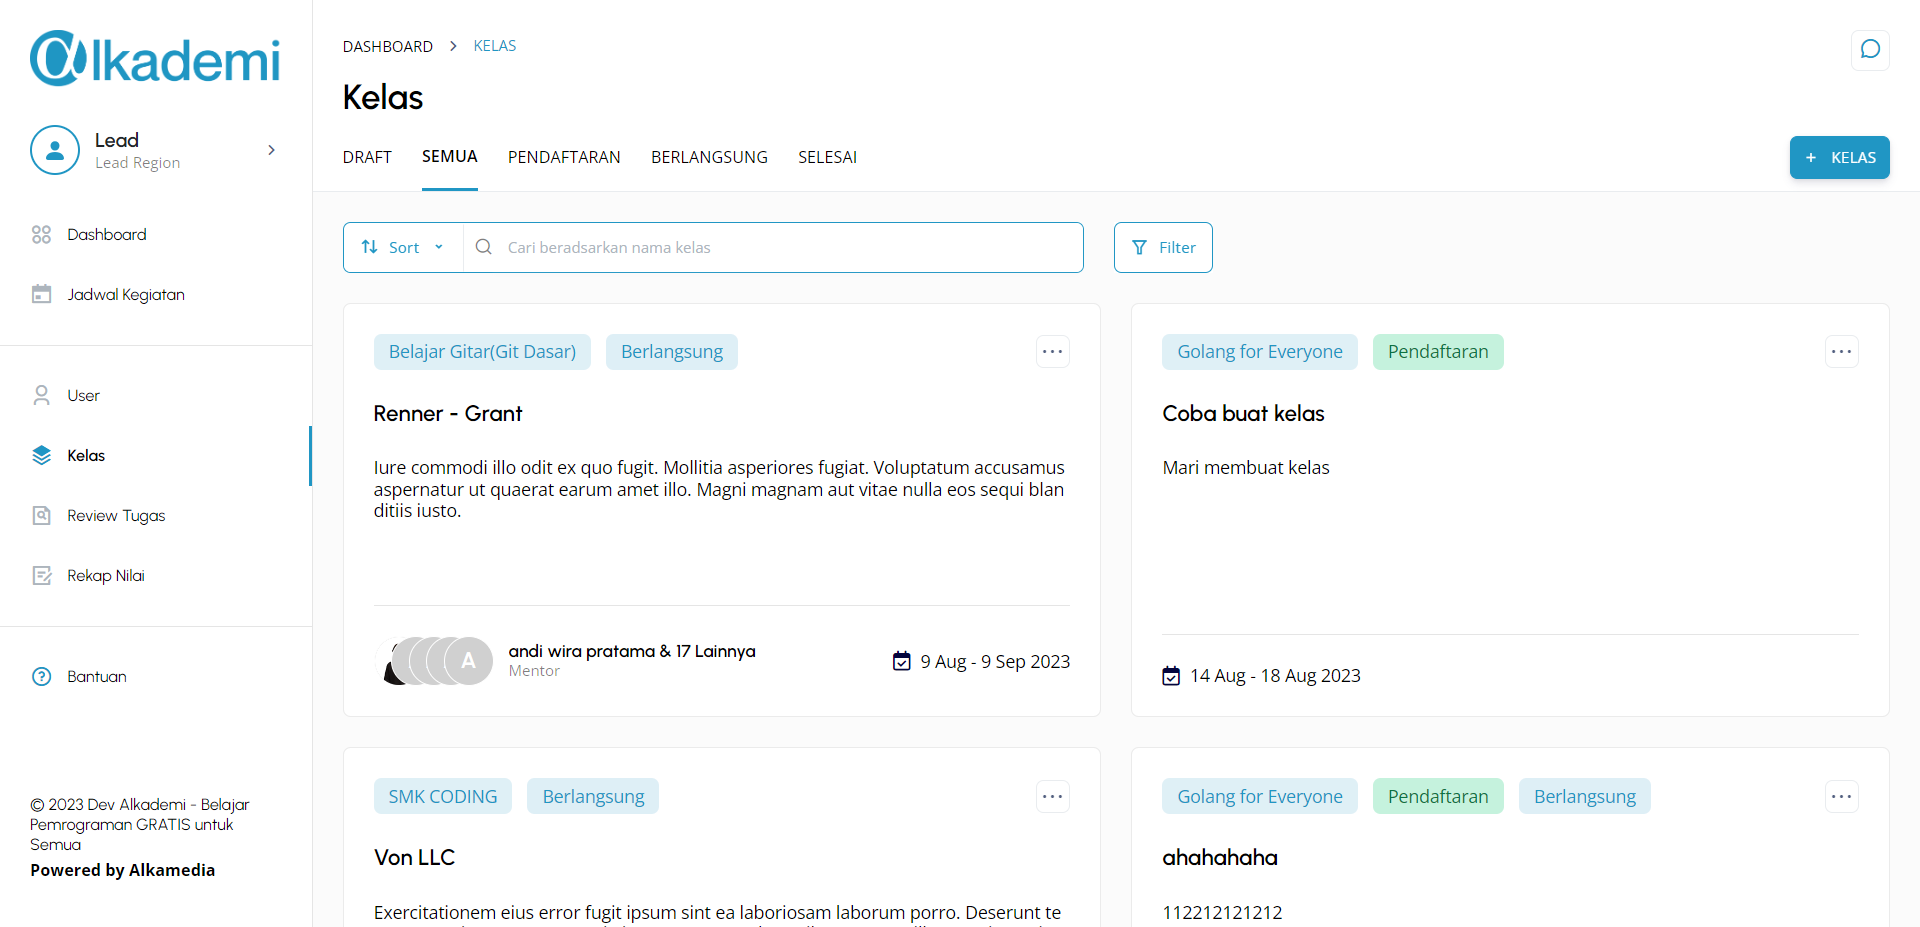 Alkademi
Lead
Lead Region
Dashboard
Jadwal Kegiatan
User
Kelas
Review Tugas
Rekap Nilai
Bantuan
© 2023 Dev Alkademi - Belajar
Pemrograman GRATIS untuk
Semua
Powered by Alkamedia
DASHBOARD > KELAS
Kelas
DRAFT SEMUA PENDAFTARAN BERLANGSUNG SELESAI
+ KELAS
Sort Cari beradsarkan nama kelas Filter
Belajar Gitar(Git Dasar) Berlangsung ...
Renner - Grant
Iure commodi illo odit ex quo fugit. Mollitia asperiores fugiat. Voluptatum accusamus
aspernatur ut quaerat earum amet illo. Magni magnam aut vitae nulla eos sequi blan
ditiis iusto.
A
andi wira pratama & 17 Lainnya
Mentor
9 Aug - 9 Sep 2023
Golang for Everyone Pendaftaran ...
Coba buat kelas
Mari membuat kelas
14 Aug - 18 Aug 2023
SMK CODING Berlangsung ...
Von LLC
Exercitationem eius error fugit ipsum sint ea laboriosam laborum porro. Deserunt te
Golang for Everyone Pendaftaran Berlangsung ...
ahahahaha
112212121212